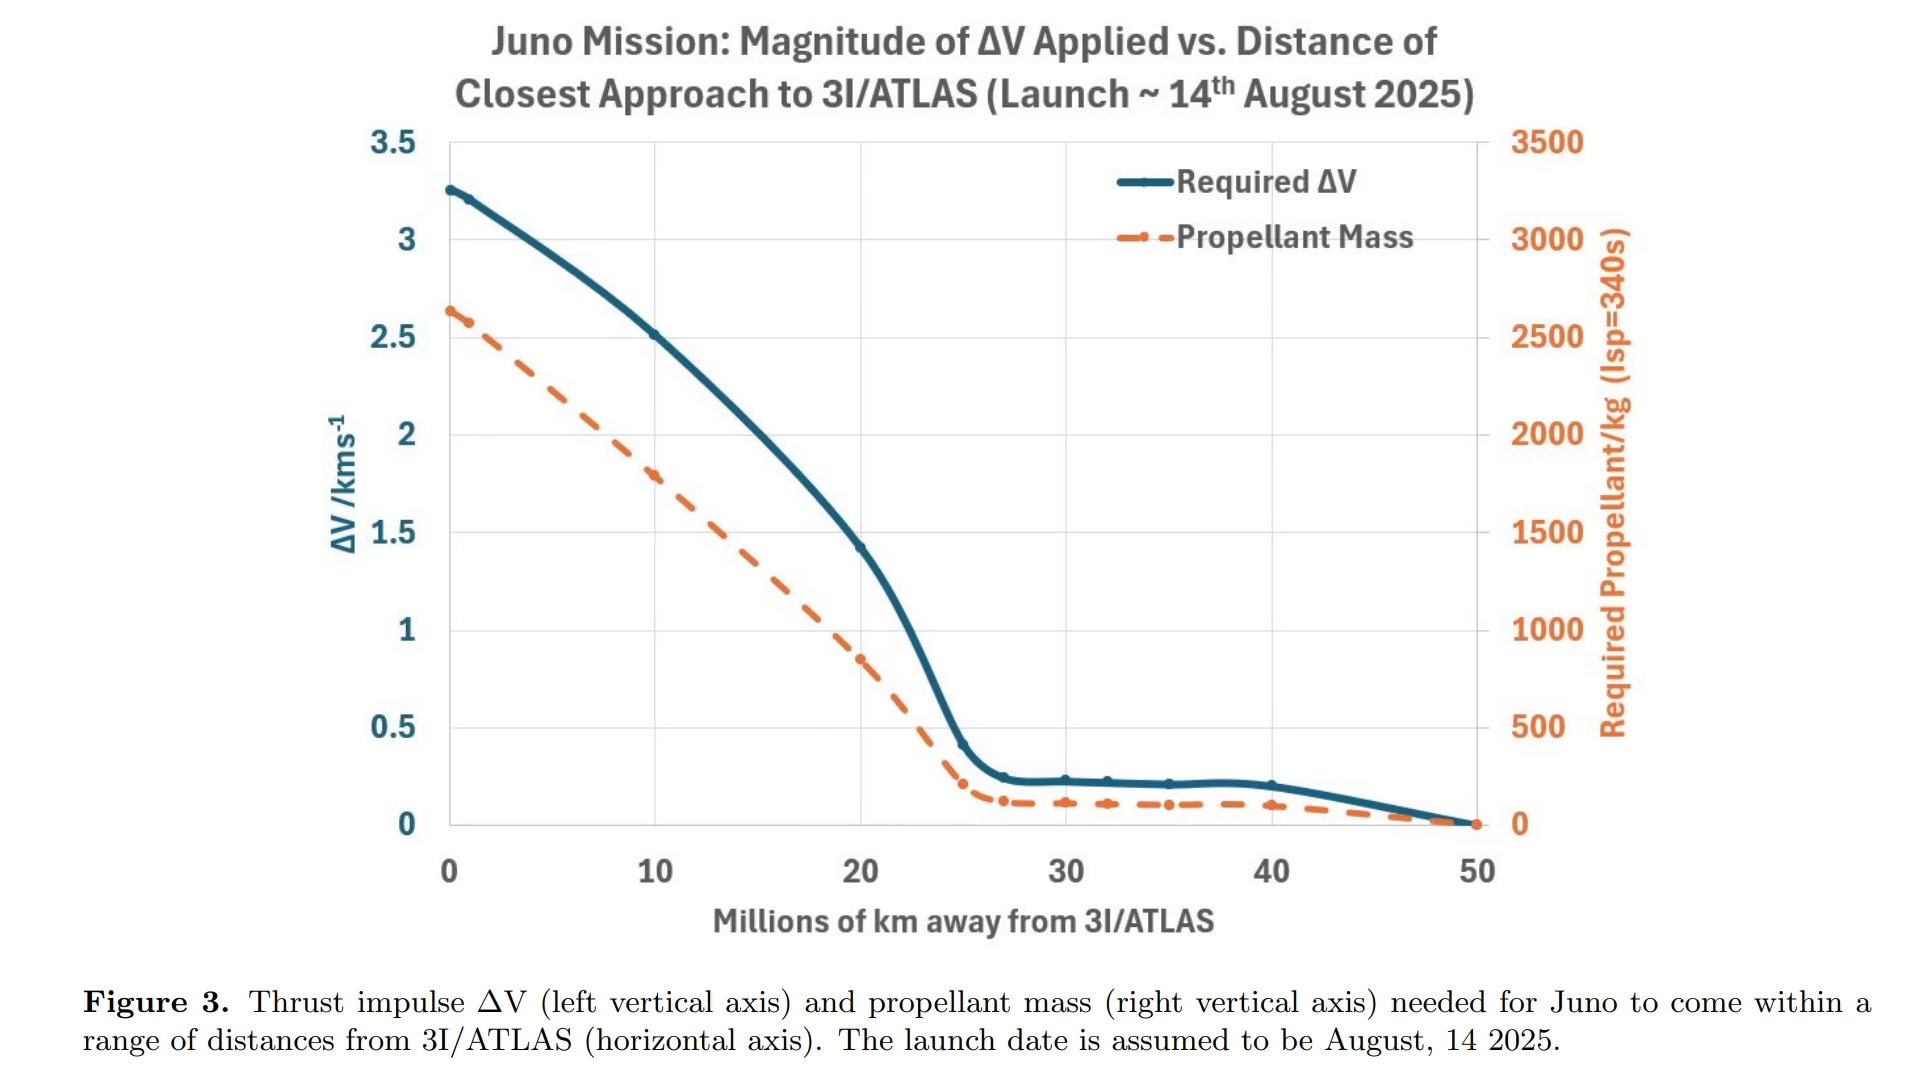 Juno Mission: Magnitude of ΔV Applied vs. Distance of
Closest Approach to 3I/ATLAS (Launch ~ 14th August 2025)
3.5
3
2.5
2
1.5
1
0.5
0
ΔV /kms-1
Required ΔV
Propellant Mass
3500
3000
2500
2000
1500
1000
500
0
Required Propellant/kg (Isp=340s)
0 10 20 30 40 50
Millions of km away from 3I/ATLAS
Figure 3. Thrust impulse ΔV (left vertical axis) and propellant mass (right vertical axis) needed for Juno to come within a
range of distances from 3I/ATLAS (horizontal axis). The launch date is assumed to be August, 14 2025.